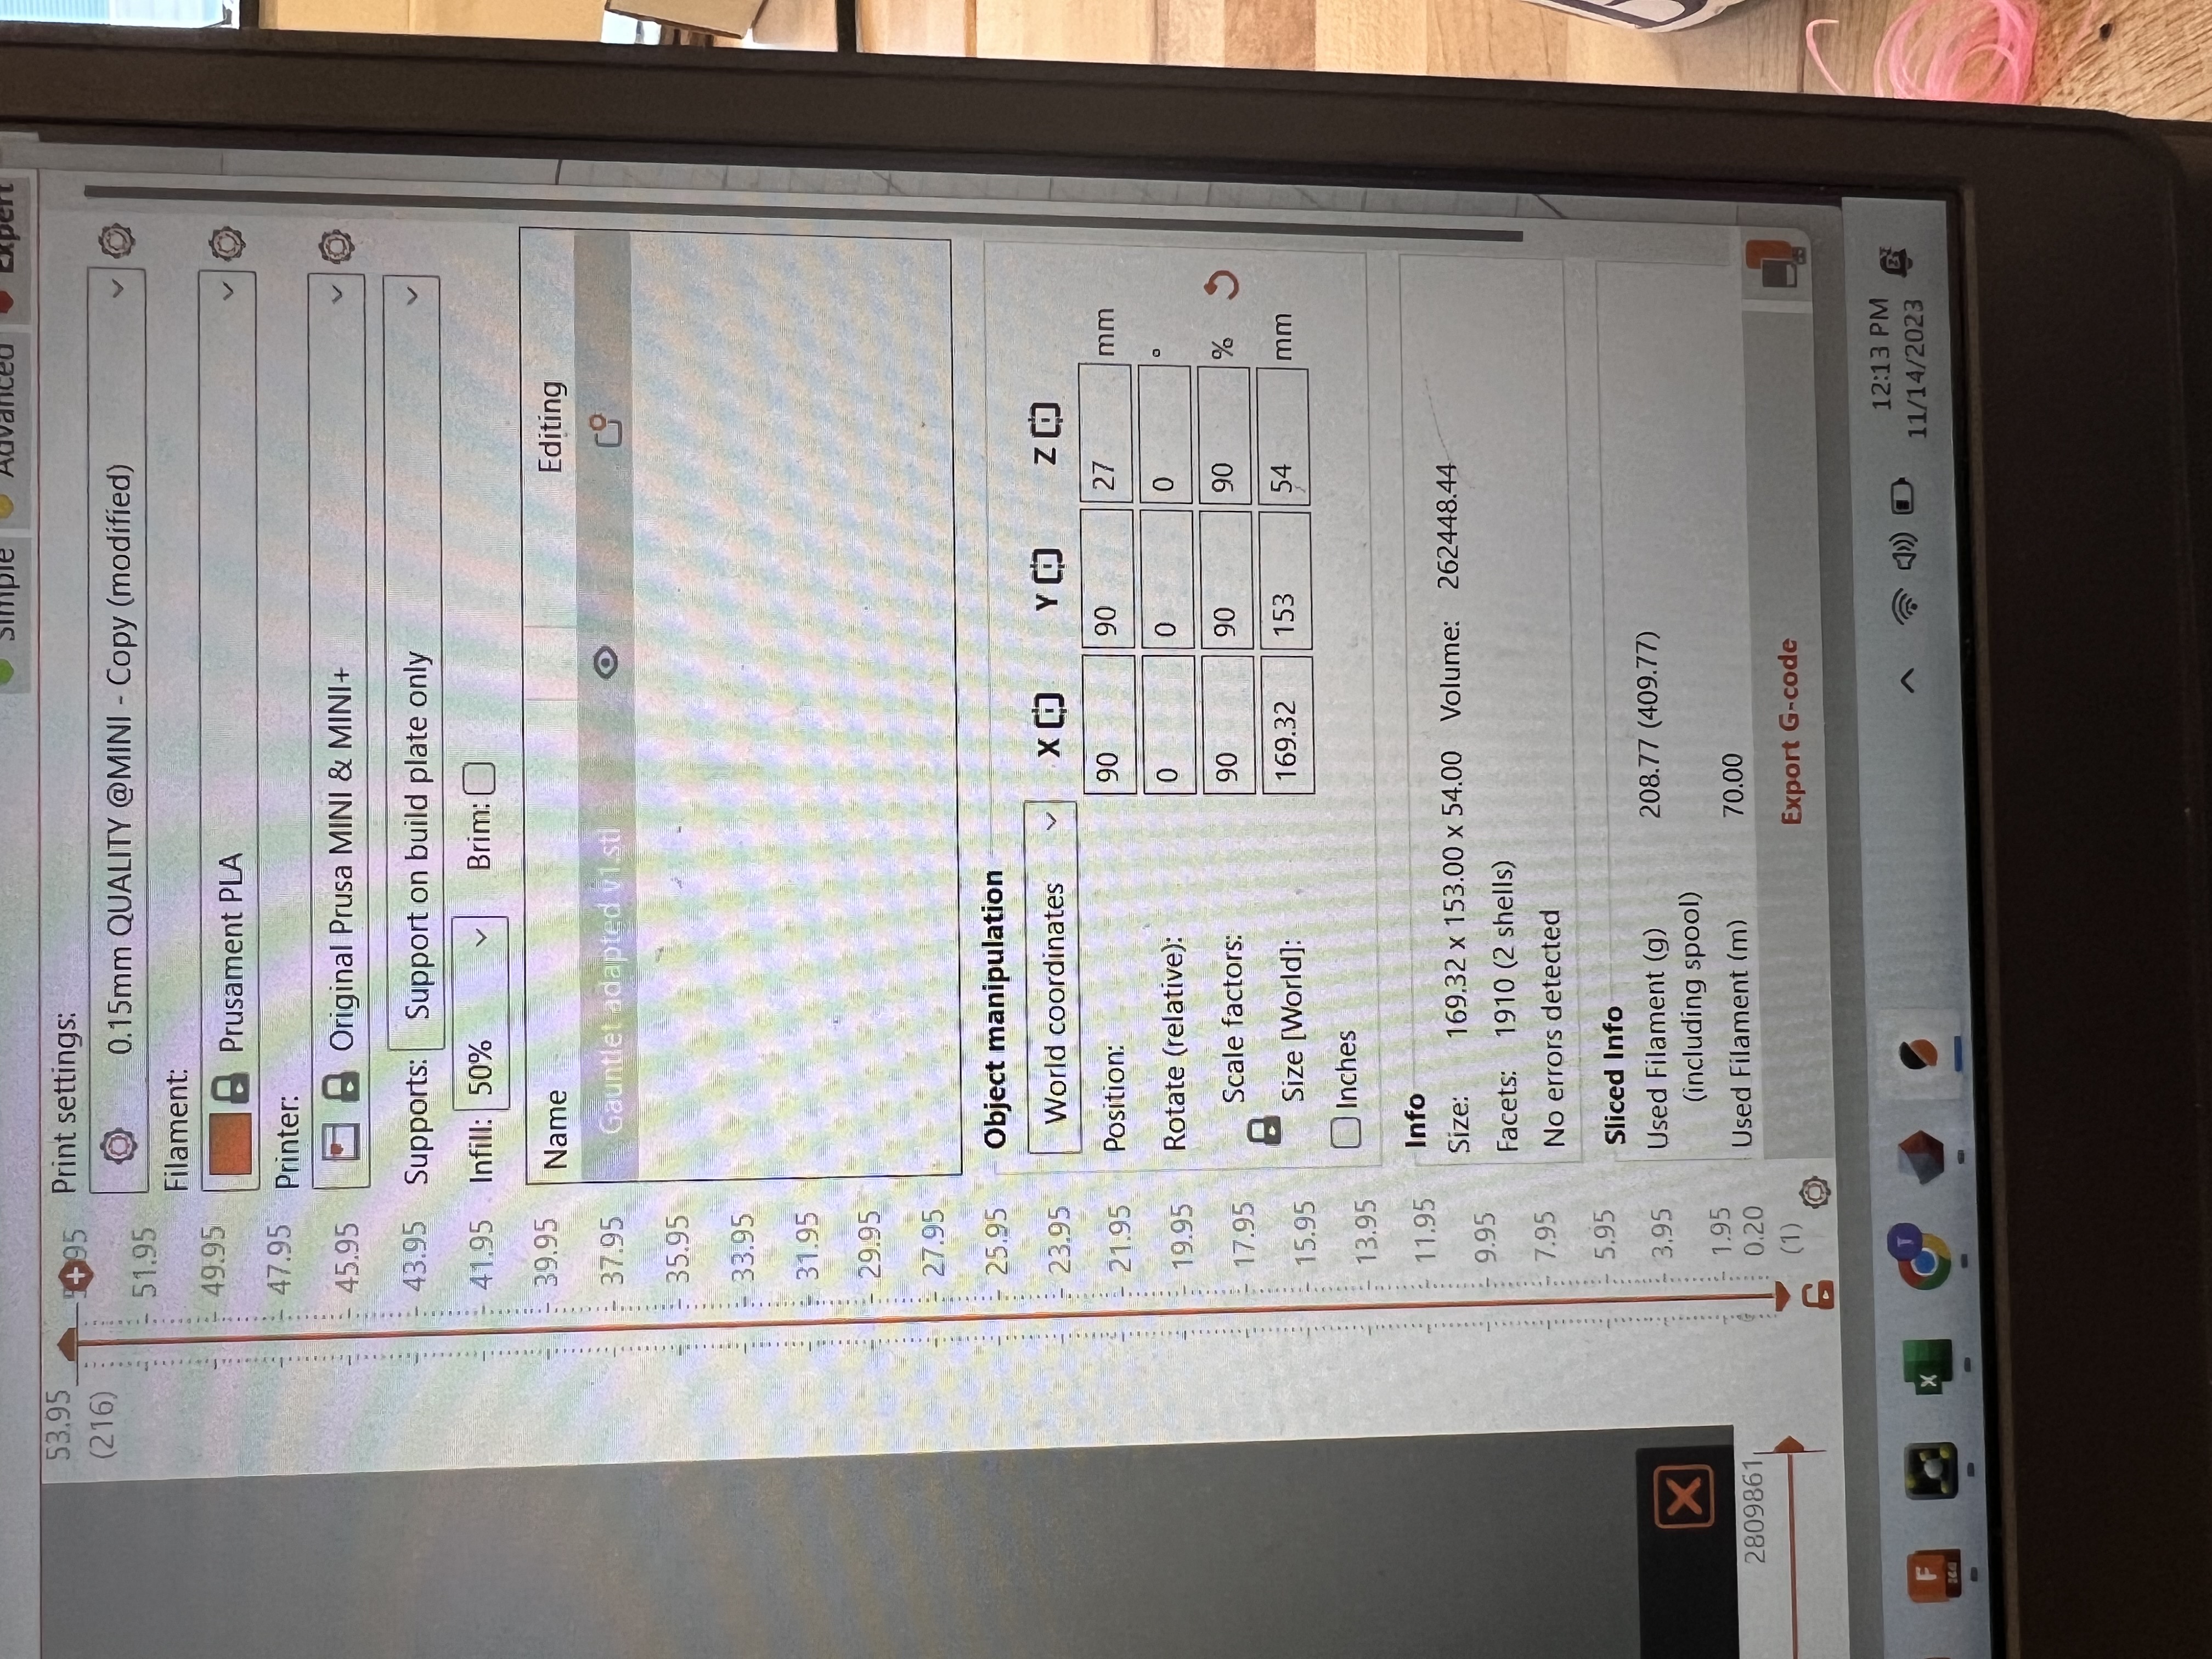 Simple Advanced Expert
53.95
(216)
51.95
49.95
47.95
45.95
43.95
41.95
39.95
37.95
35.95
33.95
31.95
29.95
27.95
25.95
23.95
21.95
19.95
17.95
15.95
13.95
11.95
9.95
7.95
5.95
3.95
1.95
0.20
(1)
2809861
Print settings:
0.15mm QUALITY @MINI - Copy (modified)
Filament:
Prusament PLA
Printer:
Original Prusa MINI & MINI+
Supports: Support on build plate only
Infill: 50% Brim:
Name Editing
Gauntlet adapted v1.stl
Object manipulation
World coordinates X Y Z
Position: 90 90 27 mm
Rotate (relative): 0 0 0 °
Scale factors: 90 90 90 %
Size [World]: 169.32 153 54 mm
Inches
Info
Size: 169.32 x 153.00 x 54.00 Volume: 262448.44
Facets: 1910 (2 shells)
No errors detected
Sliced Info
Used Filament (g) 208.77 (409.77)
(including spool)
Used Filament (m) 70.00
Export G-code
F
X
T
12:13 PM
11/14/2023